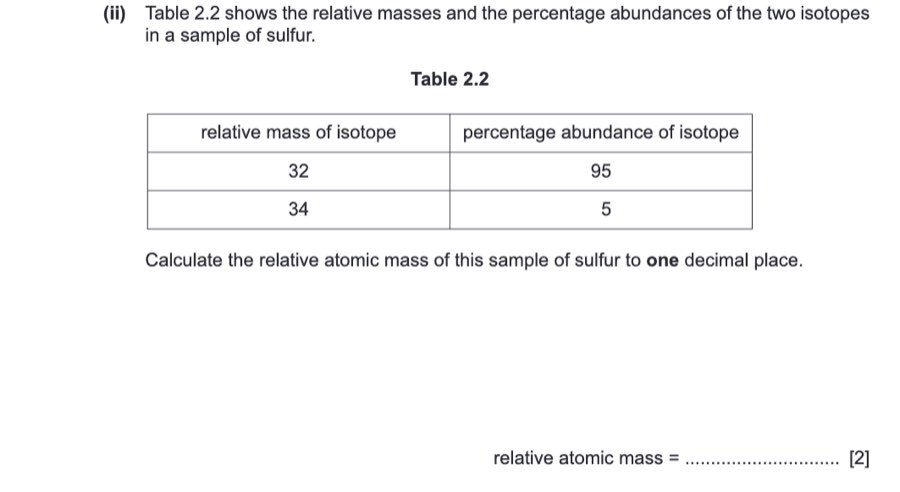 (ii) Table 2.2 shows the relative masses and the percentage abundances of the two isotopes
in a sample of sulfur.
Table 2.2
relative mass of isotope percentage abundance of isotope
32 95
34 5
Calculate the relative atomic mass of this sample of sulfur to one decimal place.
relative atomic mass = .............................. [2]